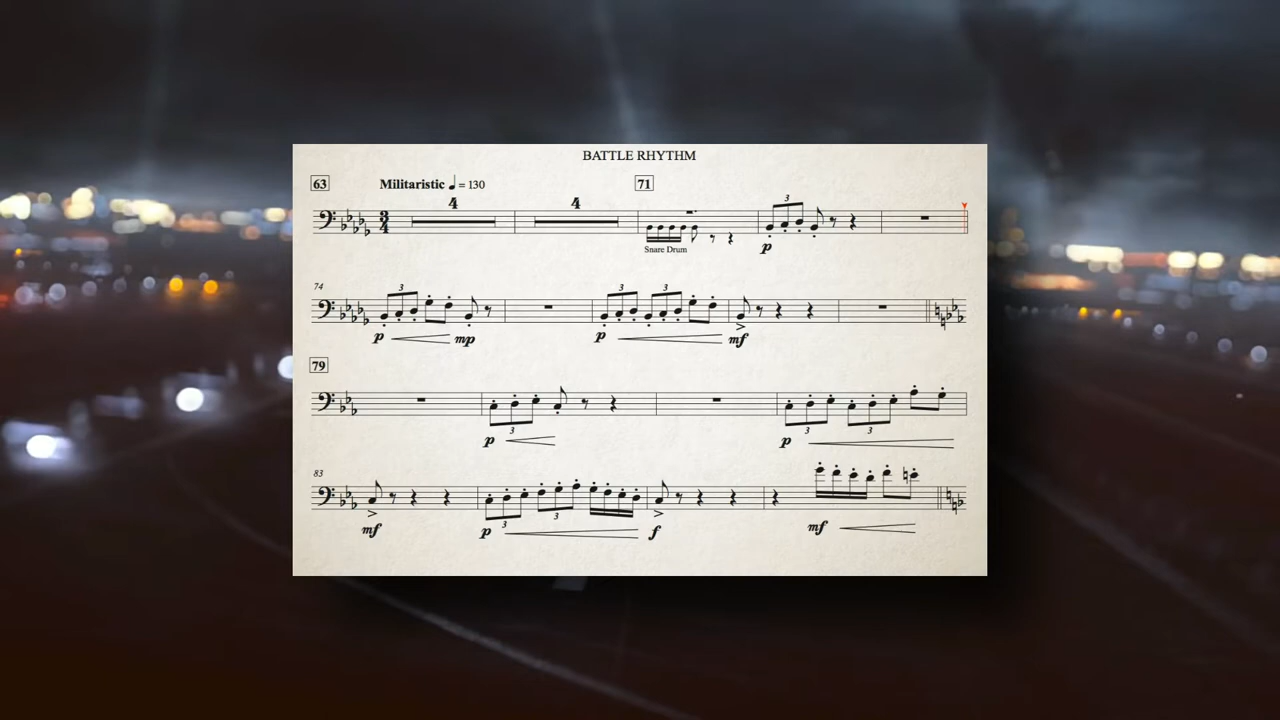 BATTLE RHYTHM
63 Militaristic ♩ = 130 71
4 4 3
3/4
Snare Drum p
74 3 3 3
p mp p mf
79
3 3 3
p p
83
3 3
mf p f mf